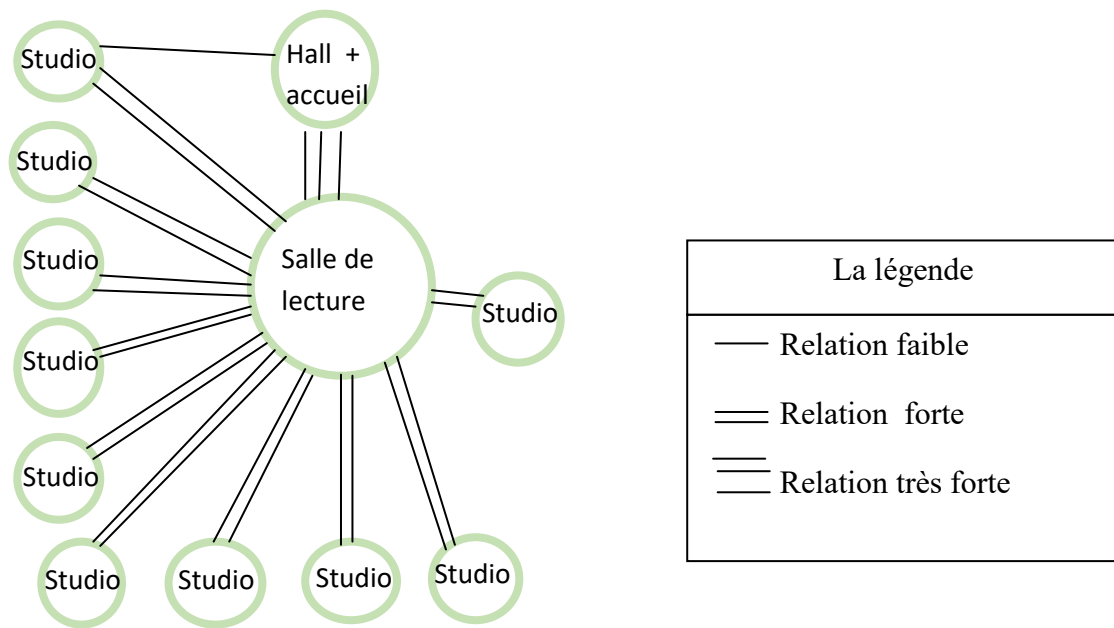 Studio
Hall + accueil
Studio
Studio
Salle de
lecture
Studio
Studio
Studio
Studio
Studio
Studio
Studio
La légende
Relation faible
Relation forte
Relation très forte